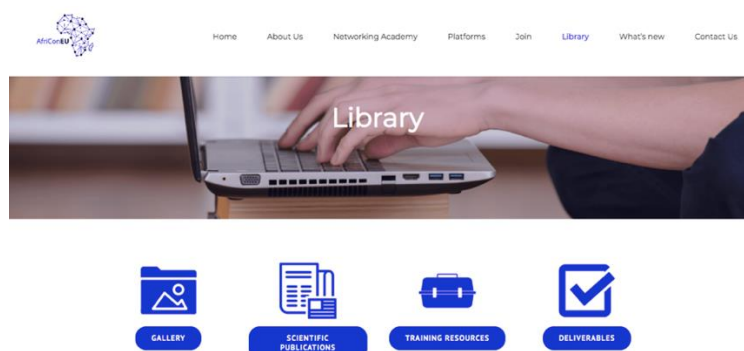 AfriConEU
Home About Us Networking Academy Platforms Join Library What's new Contact Us
Library
GALLERY
SCIENTIFIC
PUBLICATIONS
TRAINING RESOURCES
DELIVERABLES